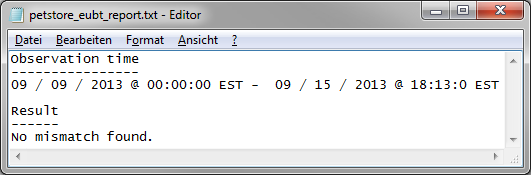 petstore_eubt_report.txt - Editor
Datei Bearbeiten Format Ansicht ?
Observation time
----------------
09 / 09 / 2013 @ 00:00:00 EST -  09 / 15 / 2013 @ 18:13:0 EST
Result
------
No mismatch found.